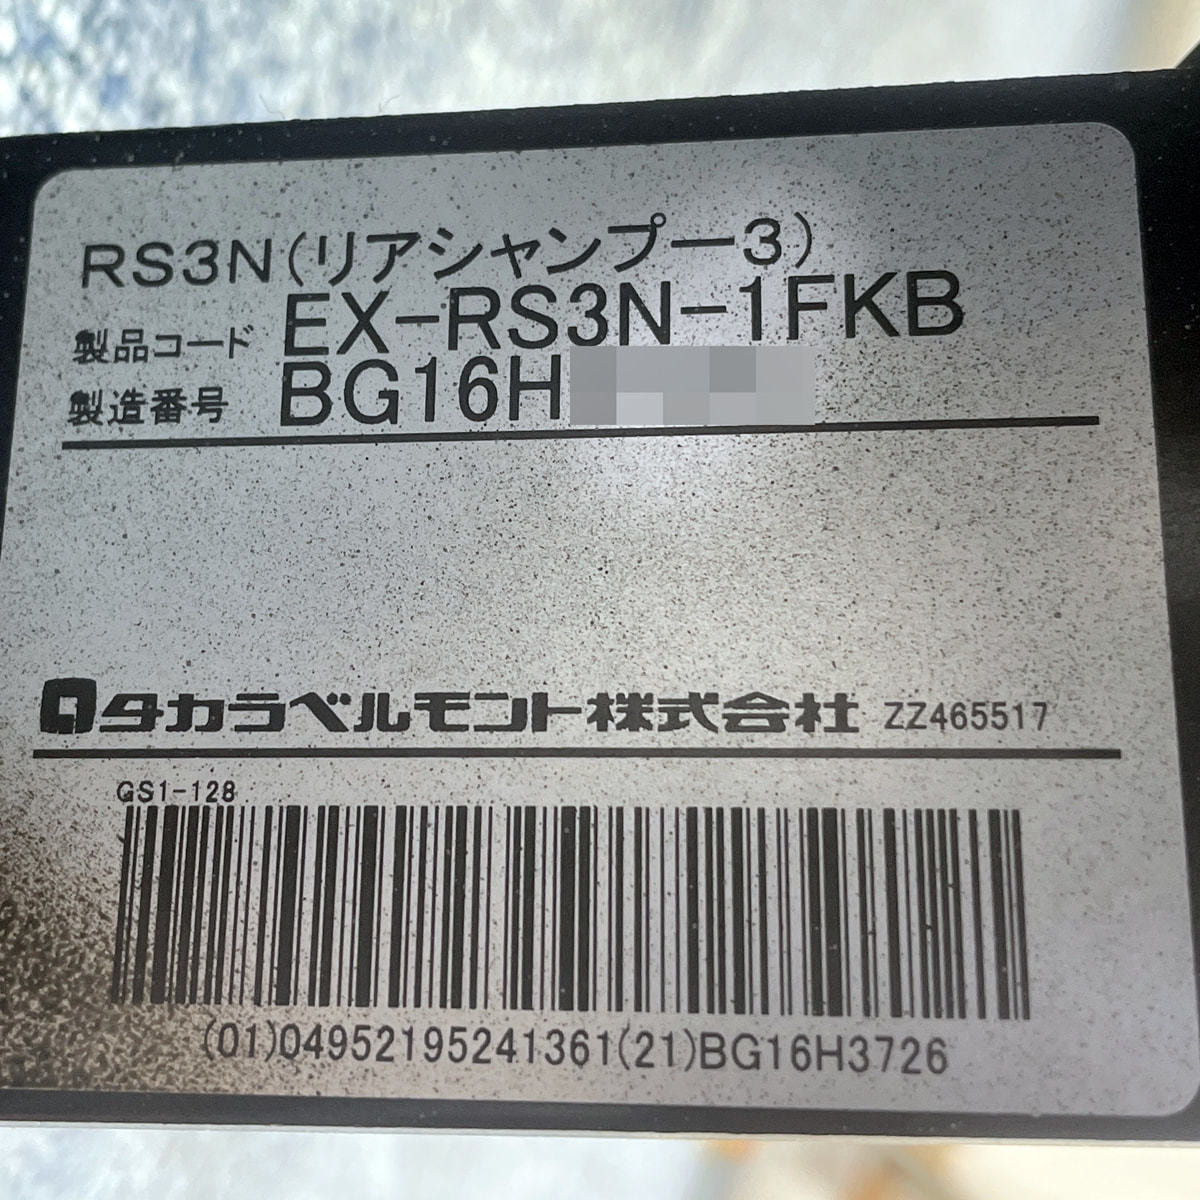 RS3N(リアシャンプー3)
製品コード EX-RS3N-1FKB
製造番号 BG16H
タカラベルモント株式会社 ZZ465517
GS1-128
(01)04952195241361(21)BG16H3726